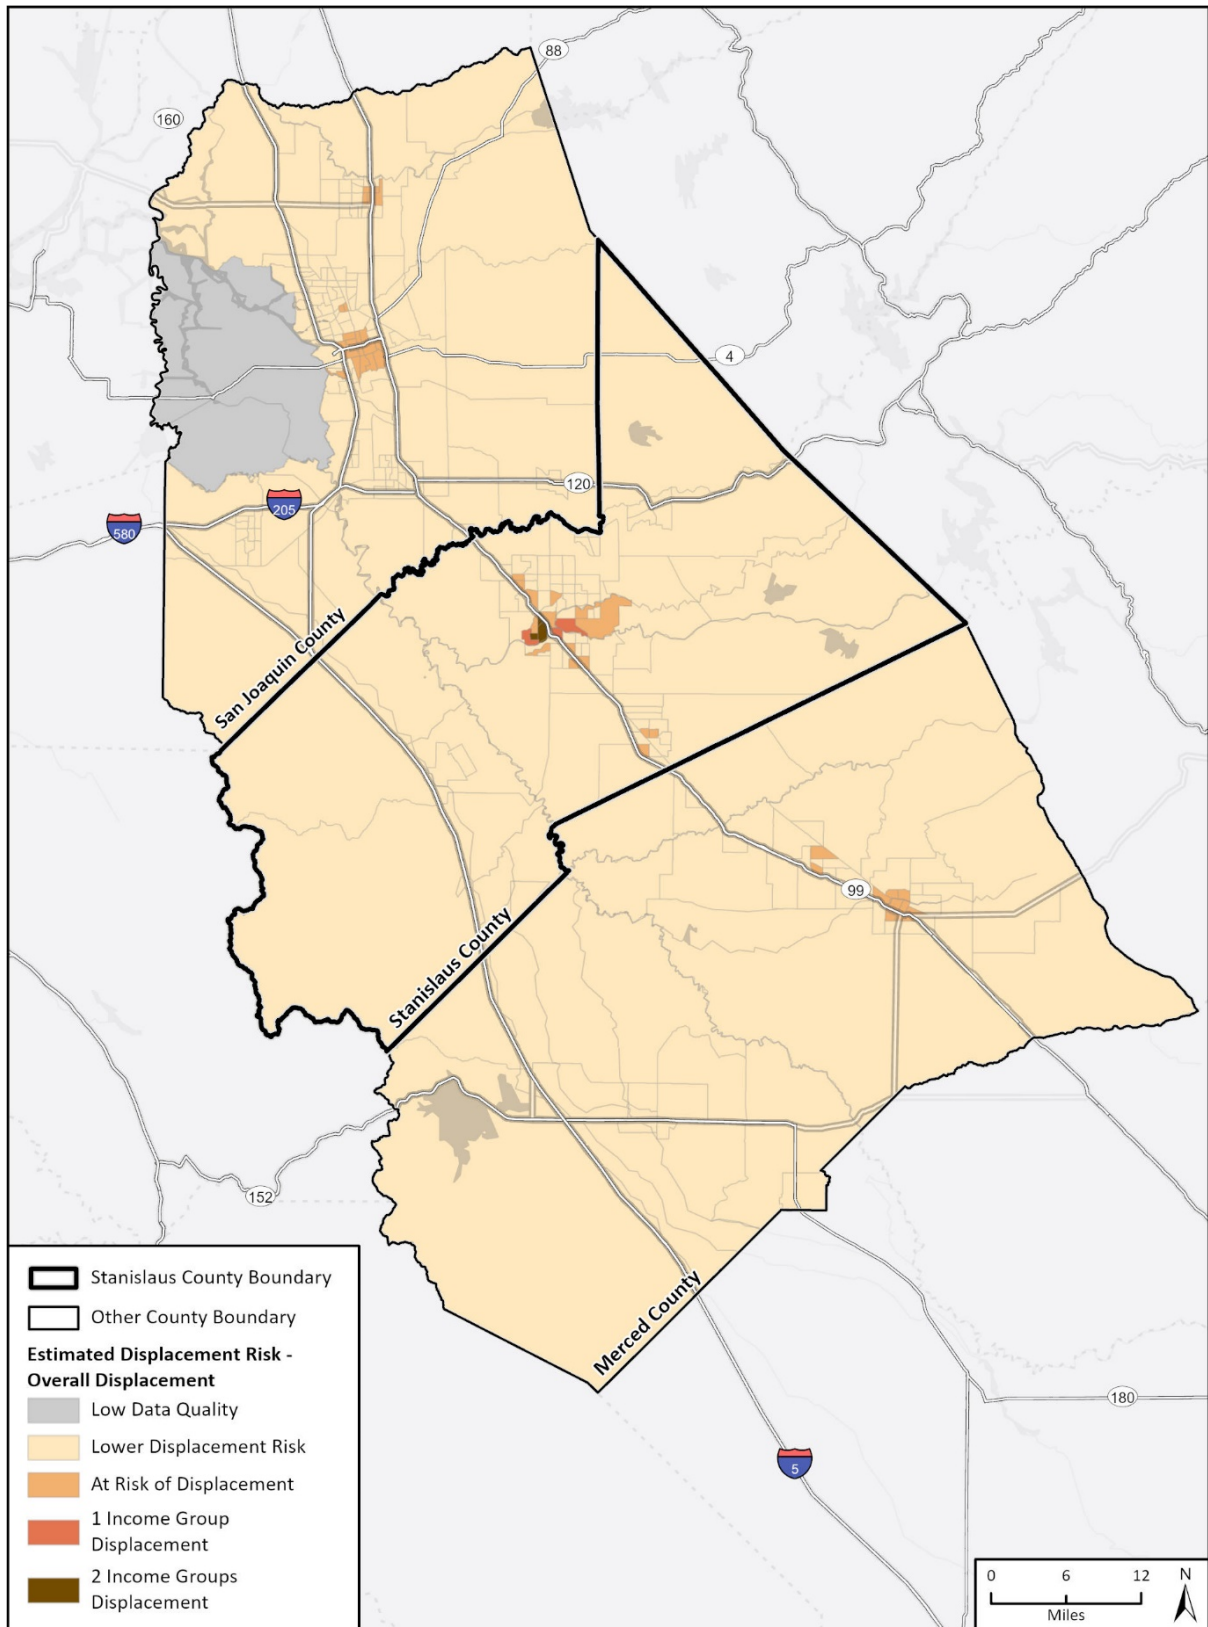 88
160
4
120
205
580
San Joaquin County
99
Stanislaus County
152
Merced County
180
5
Stanislaus County Boundary
Other County Boundary
Estimated Displacement Risk -
Overall Displacement
Low Data Quality
Lower Displacement Risk
At Risk of Displacement
1 Income Group
Displacement
2 Income Groups
Displacement
0 6 12
Miles
N